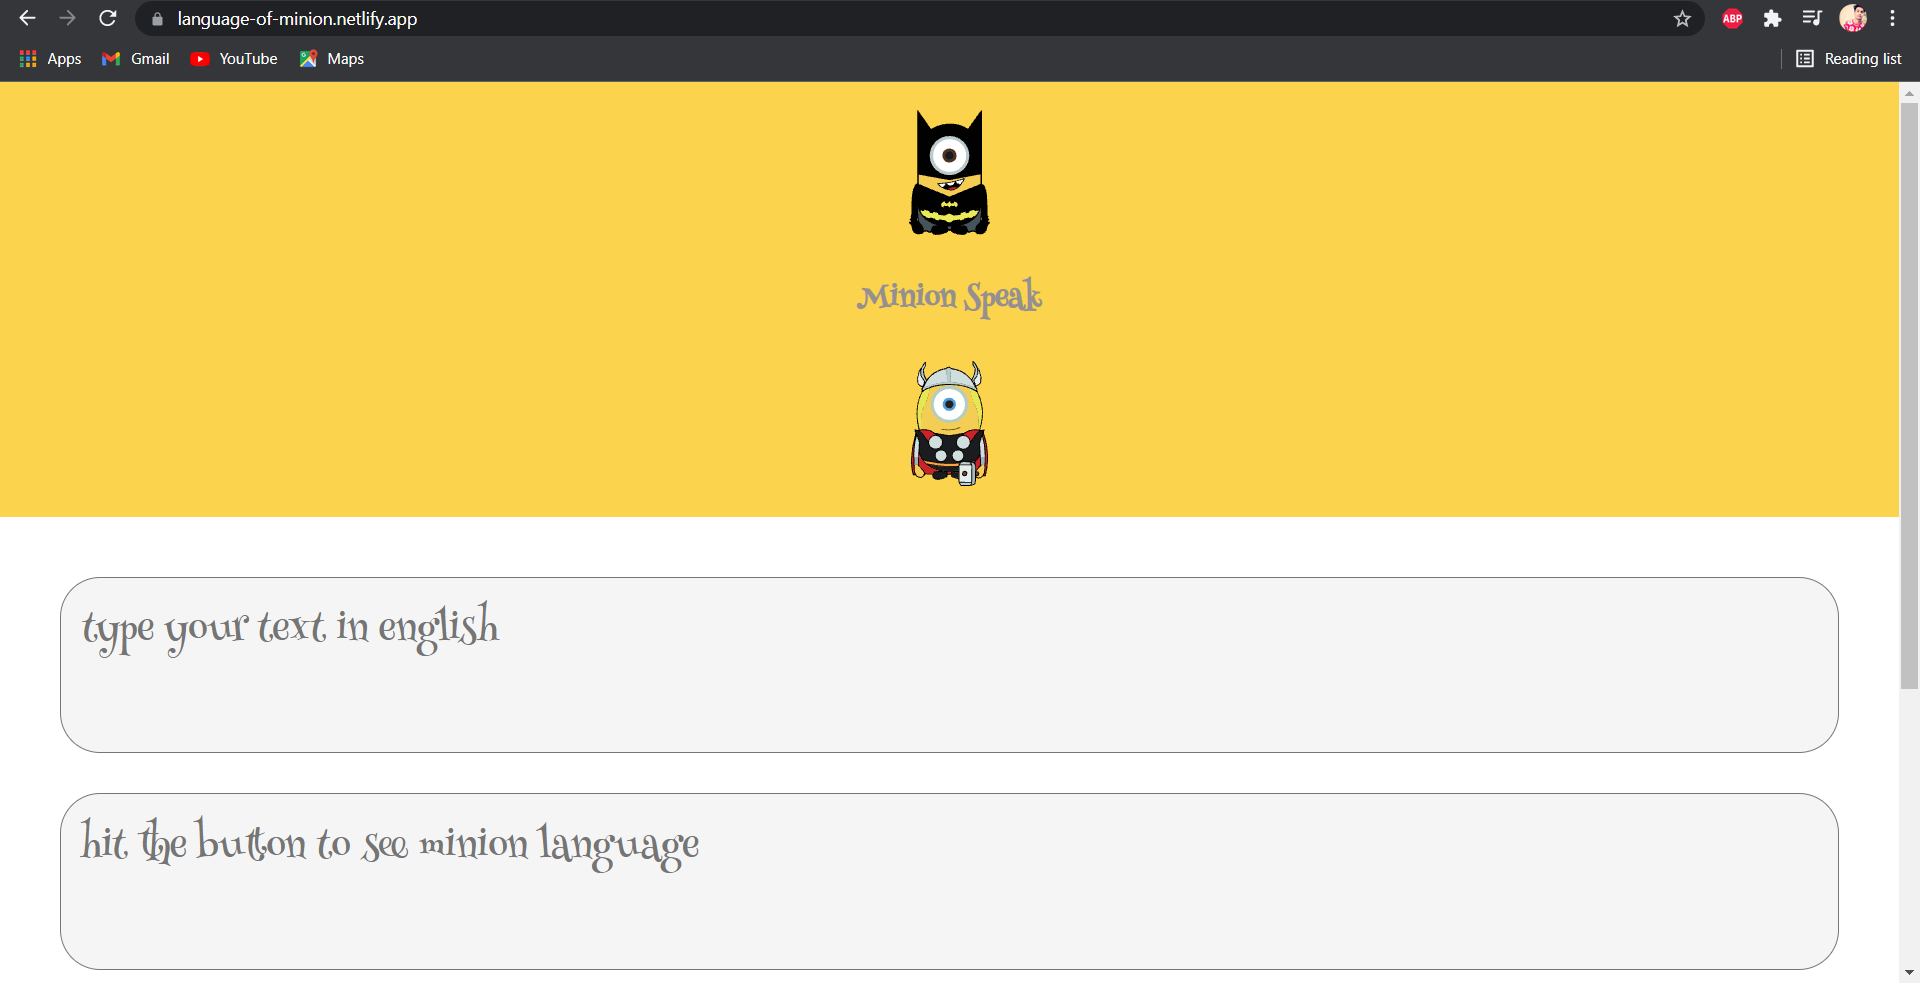 language-of-minion.netlify.app
ABP
Apps Gmail YouTube Maps Reading list
Minion Speak
type your text in english
hit the button to see minion language